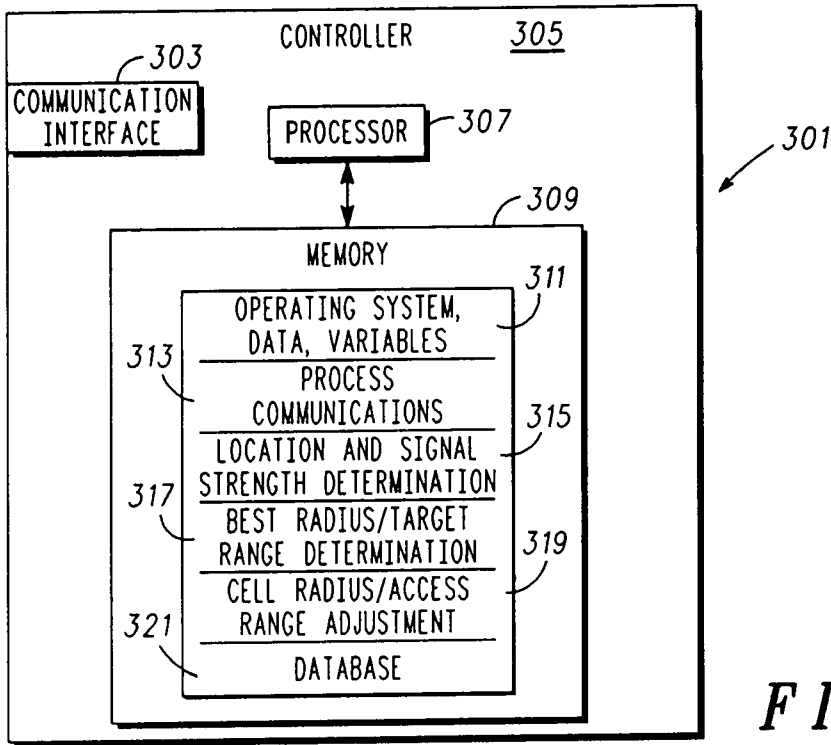 CONTROLLER 305
303
COMMUNICATION
INTERFACE
PROCESSOR
307
301
309
MEMORY
311
OPERATING SYSTEM,
DATA, VARIABLES
313
PROCESS
COMMUNICATIONS
315
LOCATION AND SIGNAL
STRENGTH DETERMINATION
317
BEST RADIUS/TARGET
RANGE DETERMINATION
319
CELL RADIUS/ACCESS
RANGE ADJUSTMENT
321
DATABASE
FI